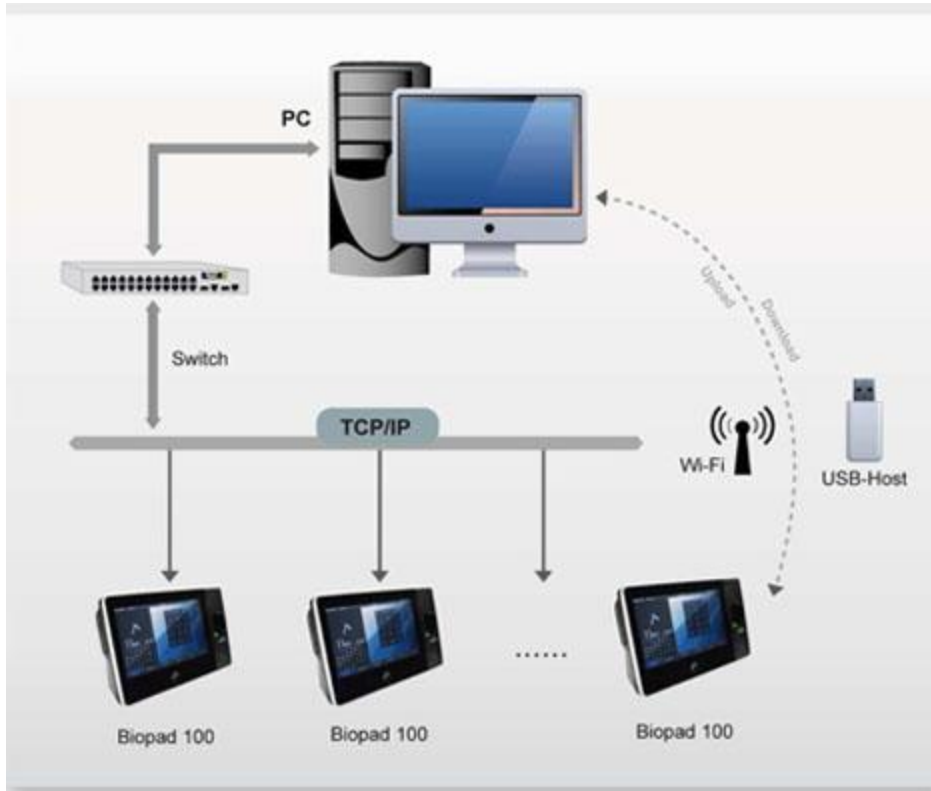 PC
Upload
Download
Switch
TCP/IP
Wi-Fi
USB-Host
......
Biopad 100
Biopad 100
Biopad 100